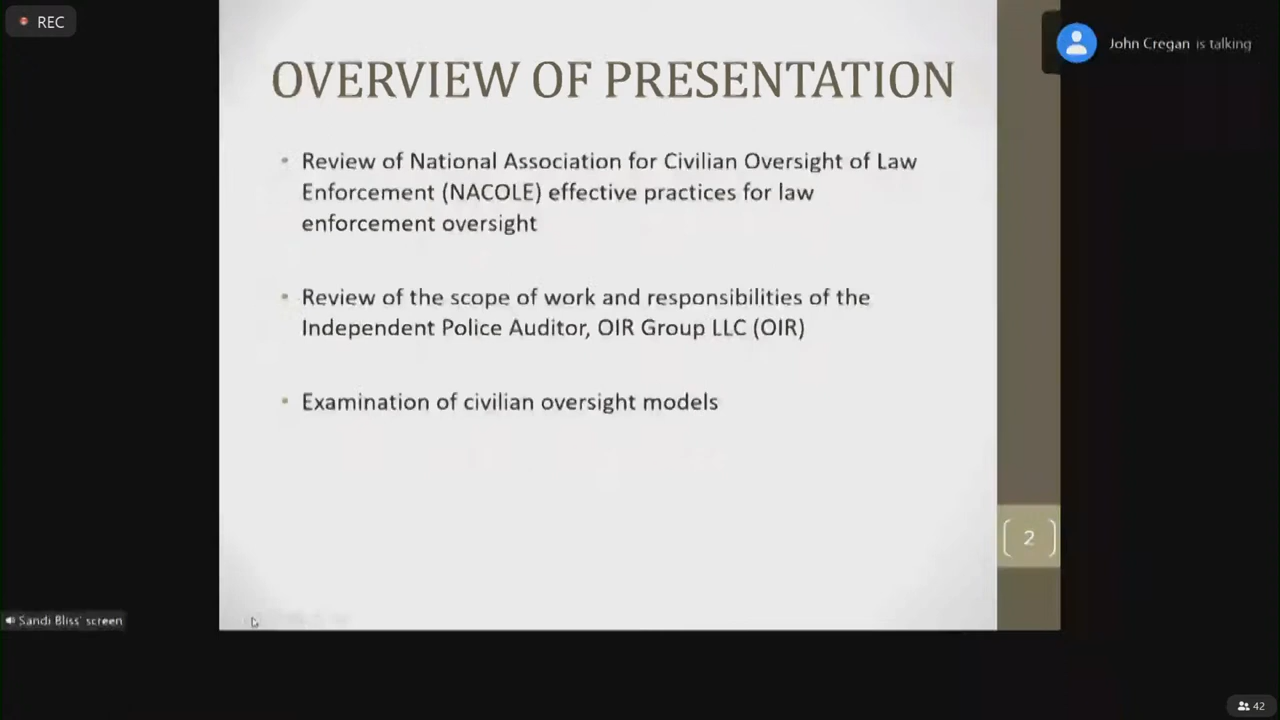 REC
John Cregan is talking
OVERVIEW OF PRESENTATION
• Review of National Association for Civilian Oversight of Law
Enforcement (NACOLE) effective practices for law
enforcement oversight
• Review of the scope of work and responsibilities of the
Independent Police Auditor, OIR Group LLC (OIR)
• Examination of civilian oversight models
2
Sandi Bliss' screen
42